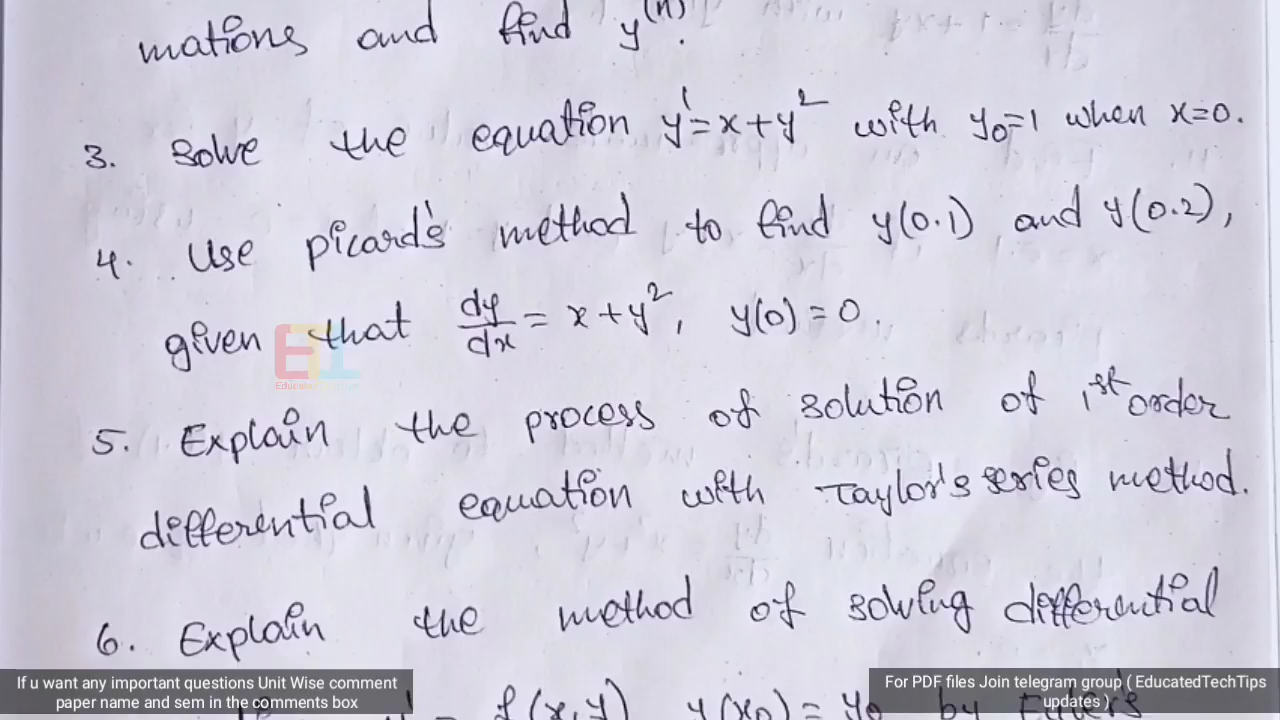 mations and find y⁽ⁿ⁾.
3. Solve the equation y' = x+y² with y₀=1 when x=0.
4. Use picard's method to find y(0.1) and y(0.2),
given that dy/dx = x+y², y(0)=0.
5. Explain the process of solution of 1st order
differential equation with Taylor's series method.
6. Explain the method of solving differential
= f(x,y) y(x₀) = y₀ by Euler's
If u want any important questions Unit Wise comment
paper name and sem in the comments box
For PDF files Join telegram group ( EducatedTechTips
updates )